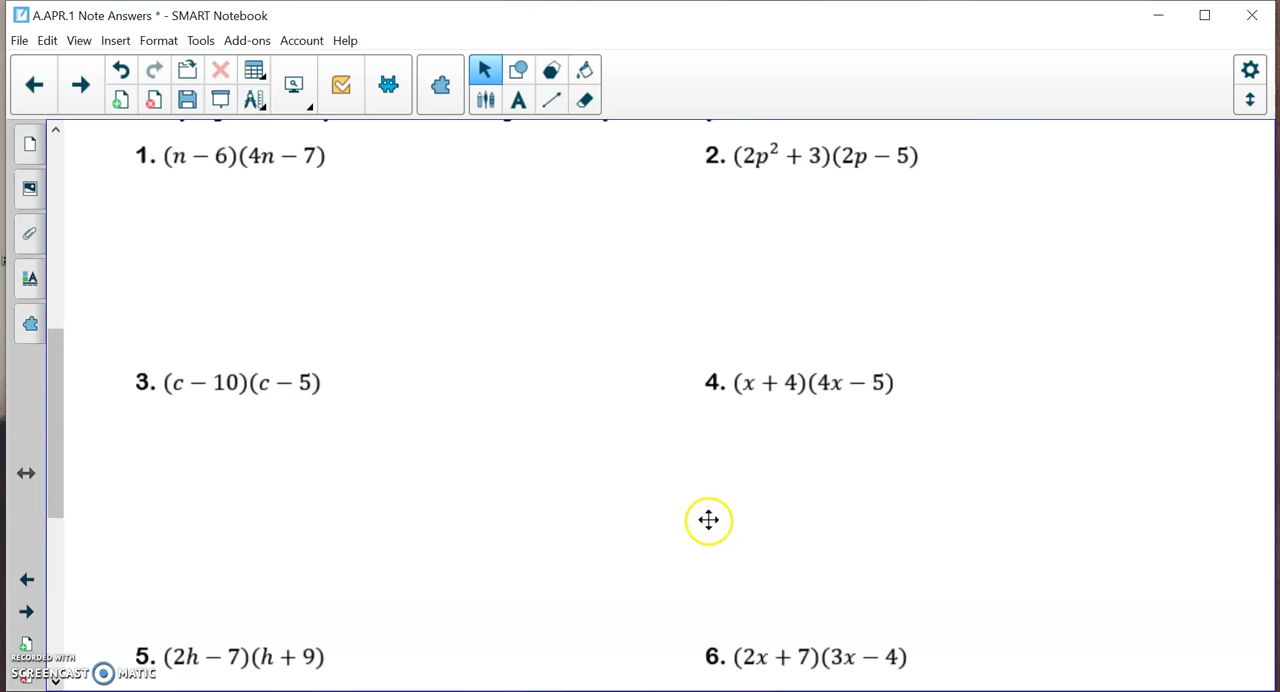 A.APR.1 Note Answers * - SMART Notebook
File Edit View Insert Format Tools Add-ons Account Help
1. (n − 6)(4n − 7)
2. (2p² + 3)(2p − 5)
3. (c − 10)(c − 5)
4. (x + 4)(4x − 5)
5. (2h − 7)(h + 9)
6. (2x + 7)(3x − 4)
RECORDED WITH
SCREENCAST MATIC